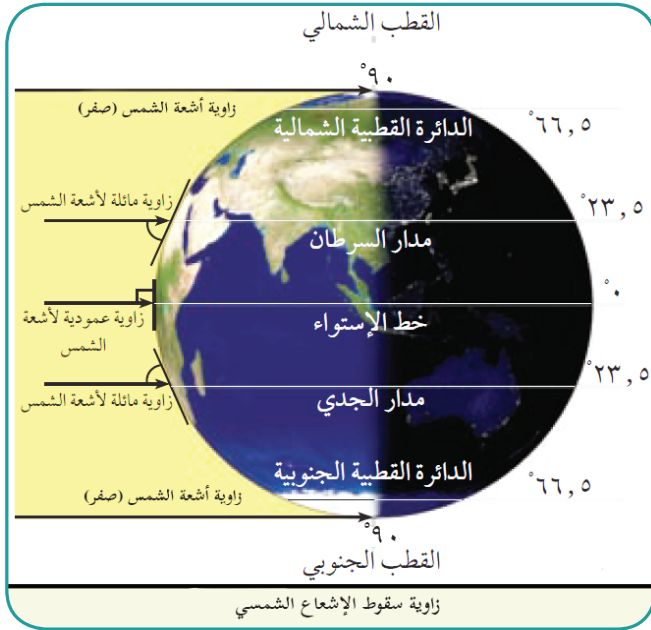 القطب الشمالي
°٩٠
زاوية أشعة الشمس (صفر)
الدائرة القطبية الشمالية
°٦٦,٥
زاوية مائلة لأشعة الشمس
°٢٣,٥
مدار السرطان
°٠
خط الإستواء
زاوية عمودية لأشعة
الشمس
°٢٣,٥
زاوية مائلة لأشعة الشمس
مدار الجدي
الدائرة القطبية الجنوبية
°٦٦,٥
زاوية أشعة الشمس (صفر)
°٩٠
القطب الجنوبي
زاوية سقوط الإشعاع الشمسي